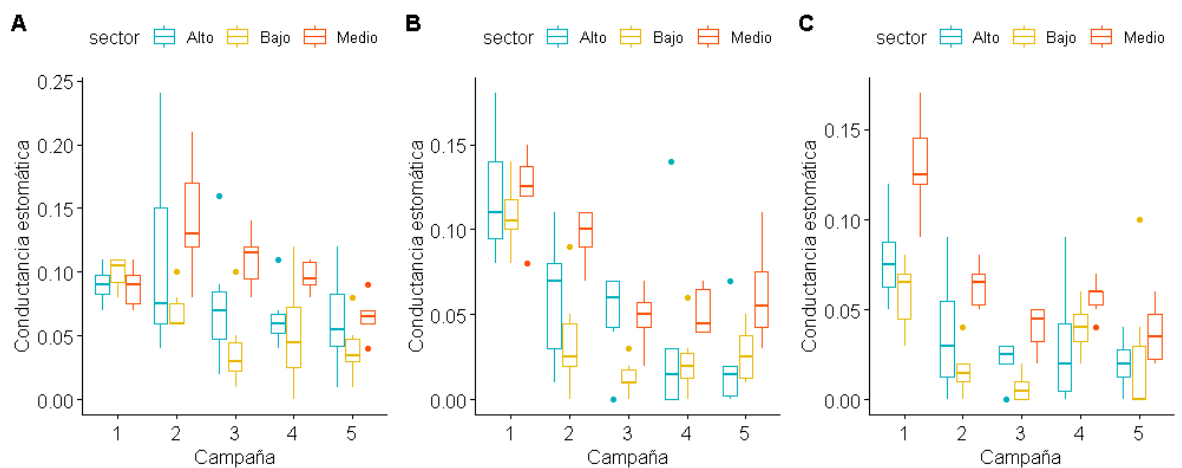 A
sector Alto Bajo Medio
Conductancia estomática
0.25
0.20
0.15
0.10
0.05
0.00
1 2 3 4 5
Campaña
B
sector Alto Bajo Medio
Conductancia estomática
0.15
0.10
0.05
0.00
1 2 3 4 5
Campaña
C
sector Alto Bajo Medio
Conductancia estomática
0.15
0.10
0.05
0.00
1 2 3 4 5
Campaña